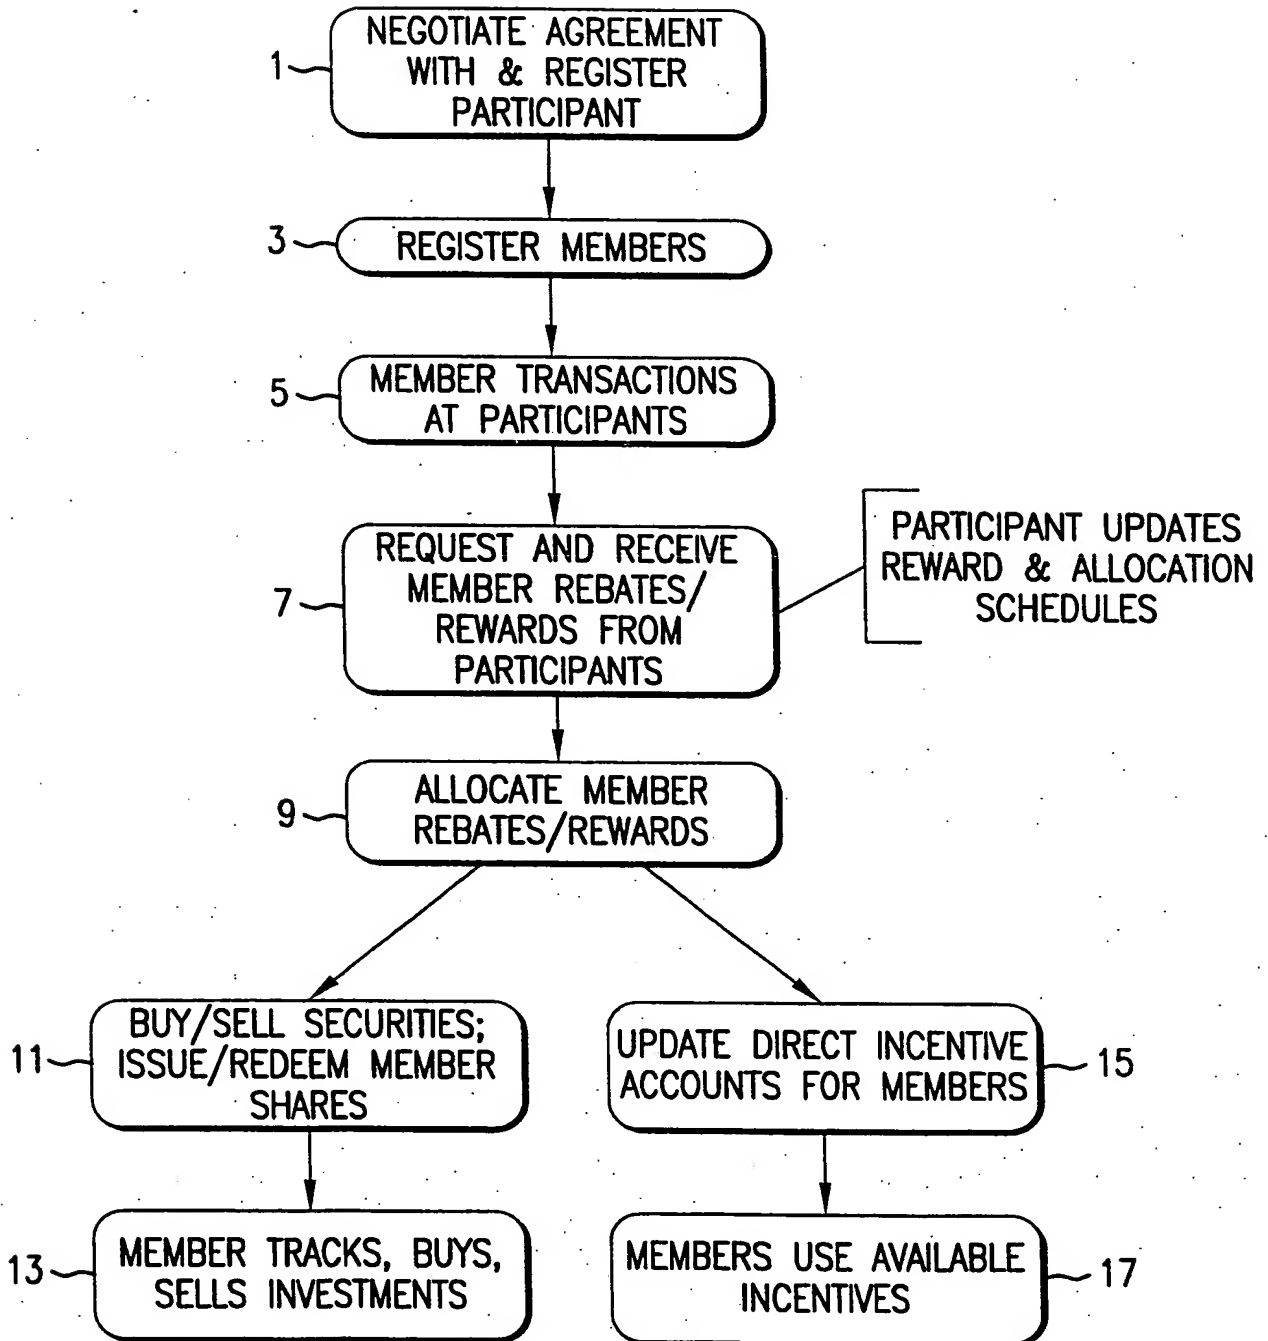 NEGOTIATE AGREEMENT
WITH & REGISTER
PARTICIPANT
1
REGISTER MEMBERS
3
MEMBER TRANSACTIONS
AT PARTICIPANTS
5
REQUEST AND RECEIVE
MEMBER REBATES/
REWARDS FROM
PARTICIPANTS
7
PARTICIPANT UPDATES
REWARD & ALLOCATION
SCHEDULES
ALLOCATE MEMBER
REBATES/REWARDS
9
BUY/SELL SECURITIES;
ISSUE/REDEEM MEMBER
SHARES
11
UPDATE DIRECT INCENTIVE
ACCOUNTS FOR MEMBERS
15
MEMBER TRACKS, BUYS,
SELLS INVESTMENTS
13
MEMBERS USE AVAILABLE
INCENTIVES
17